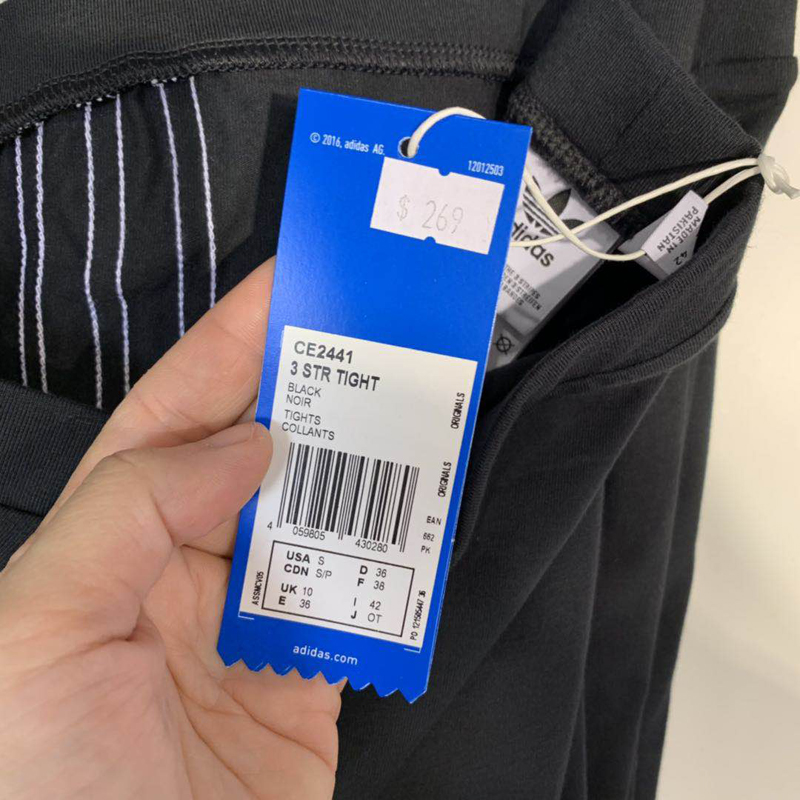 © 2016, adidas AG.
12012503
$ 269
adidas
MADE IN
PAKISTAN
42
CE2441
3 STR TIGHT
BLACK
NOIR
TIGHTS
COLLANTS
ORIGINALS
ORIGINALS
EAN
662
PK
4 059805 430280
USA S
CDN S/P
UK 10
E 36
D 36
F 38
I 42
J OT
ASSMCV05
adidas.com